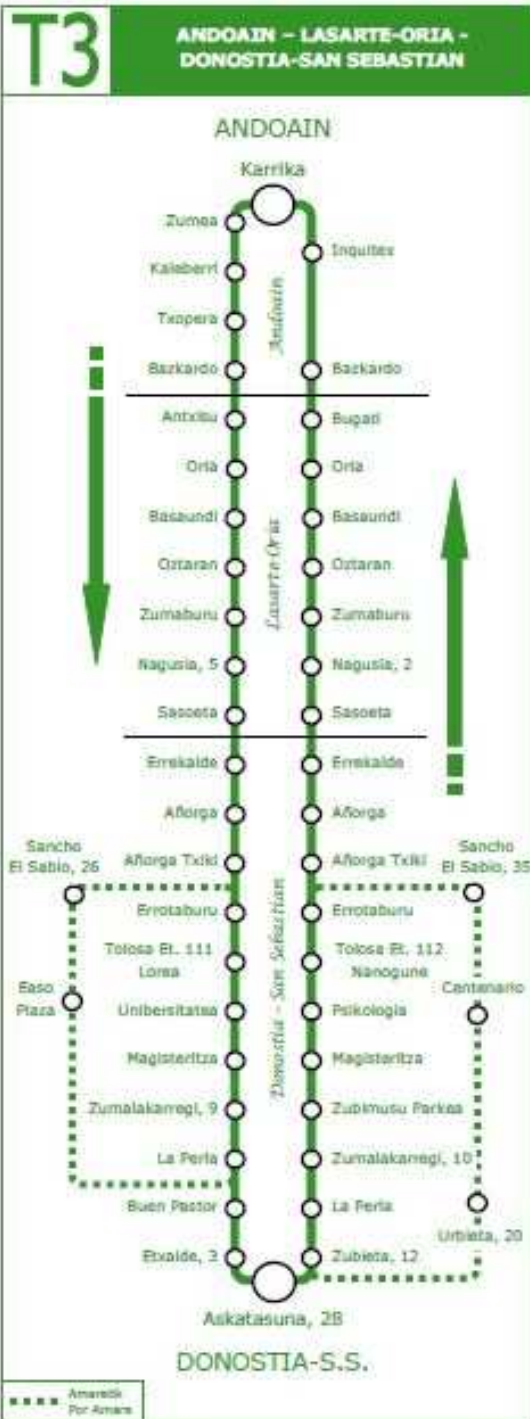 T3
ANDOAIN – LASARTE-ORIA -
DONOSTIA-SAN SEBASTIAN
ANDOAIN
Karrika
Zumea
Inquitex
Kaleberri
Txopera
Andoain
Bazkardo
Bazkardo
Antxisu
Bugati
Oria
Oria
Basaundi
Basaundi
Lasarte-Oria
Oztaran
Oztaran
Zumaburu
Zumaburu
Nagusia, 5
Nagusia, 2
Sasoeta
Sasoeta
Errekalde
Errekalde
Añorga
Añorga
Sancho
El Sabio, 26
Añorga Txiki
Añorga Txiki
Sancho
El Sabio, 35
Errotaburu
Errotaburu
Tolosa Et. 111
Lorea
Tolosa Et. 112
Nanogune
Donostia - San Sebastian
Easo
Plaza
Unibersitatea
Psikologia
Centenario
Magisteritza
Magisteritza
Zumalakarregi, 9
Zubimusu Parkea
La Perla
Zumalakarregi, 10
Buen Pastor
La Perla
Urbieta, 20
Etxaide, 3
Zubieta, 12
Askatasuna, 28
DONOSTIA-S.S.
Amaratik
Por Amara